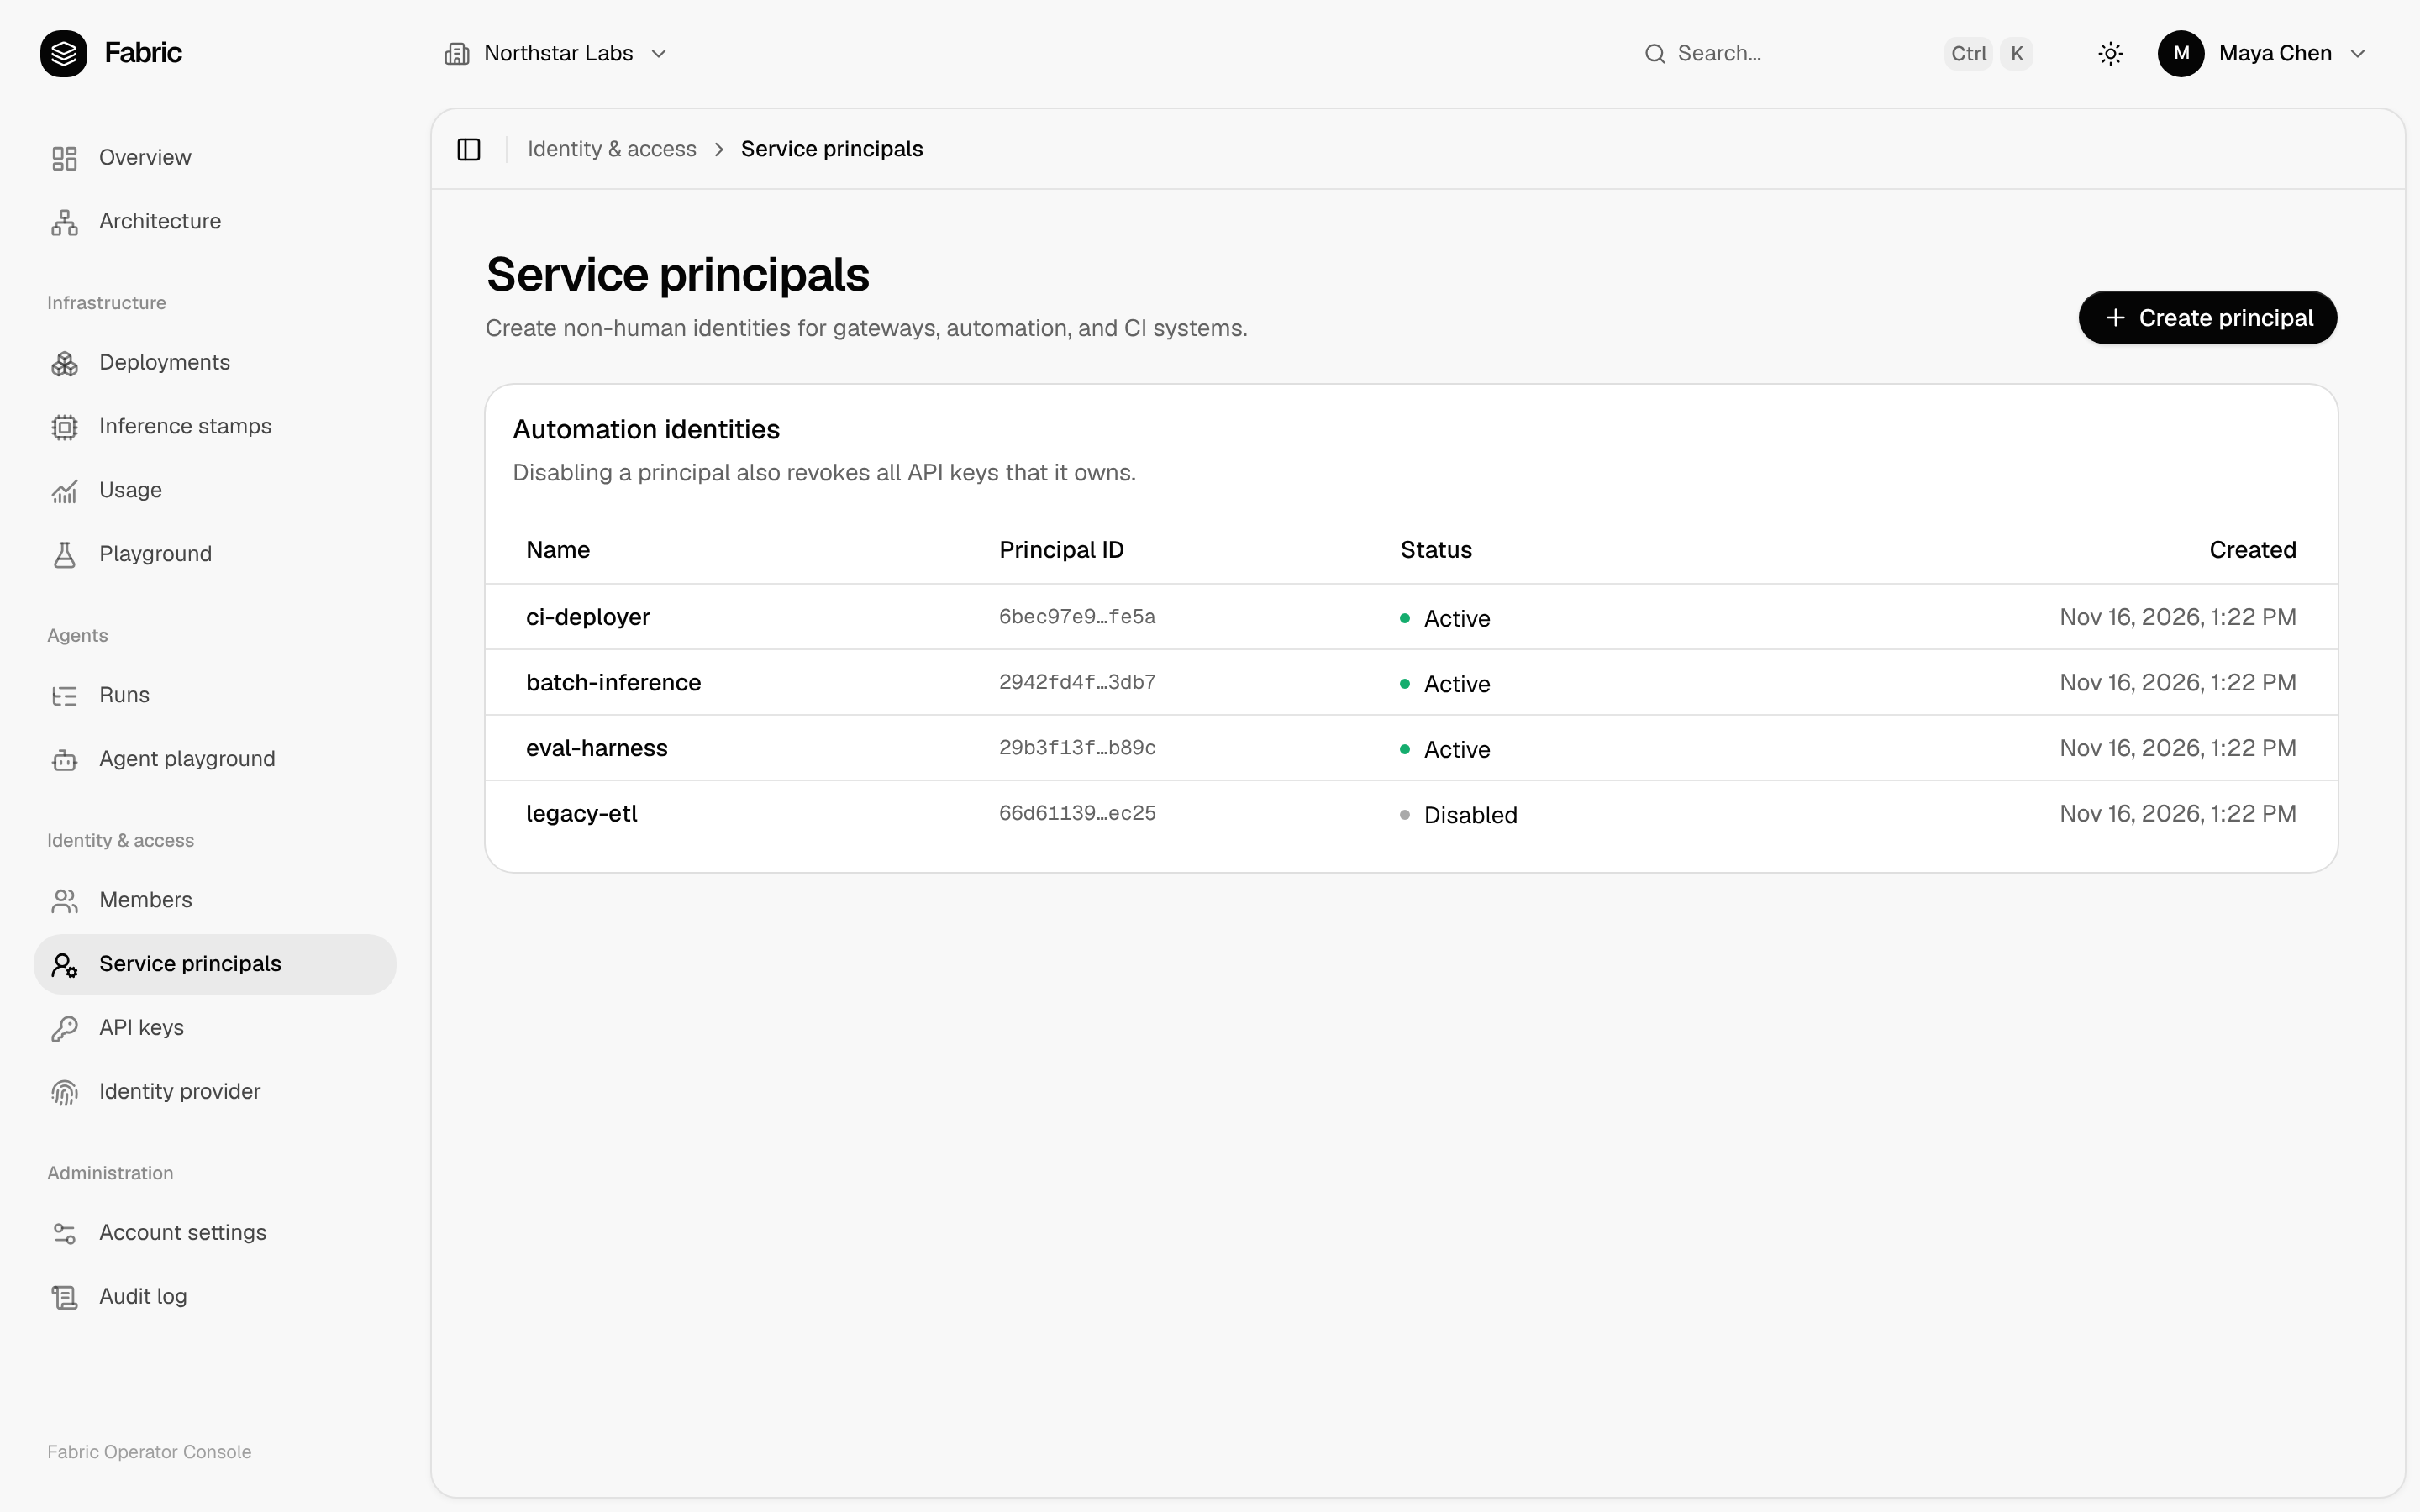 Fabric
Northstar Labs
Search...
Ctrl K
M
Maya Chen
Overview
Architecture
Infrastructure
Deployments
Inference stamps
Usage
Playground
Agents
Runs
Agent playground
Identity & access
Members
Service principals
API keys
Identity provider
Administration
Account settings
Audit log
Fabric Operator Console
Identity & access > Service principals
Service principals
Create non-human identities for gateways, automation, and CI systems.
+ Create principal
Automation identities
Disabling a principal also revokes all API keys that it owns.
Name Principal ID Status Created
ci-deployer 6bec97e9…fe5a Active Nov 16, 2026, 1:22 PM
batch-inference 2942fd4f…3db7 Active Nov 16, 2026, 1:22 PM
eval-harness 29b3f13f…b89c Active Nov 16, 2026, 1:22 PM
legacy-etl 66d61139…ec25 Disabled Nov 16, 2026, 1:22 PM